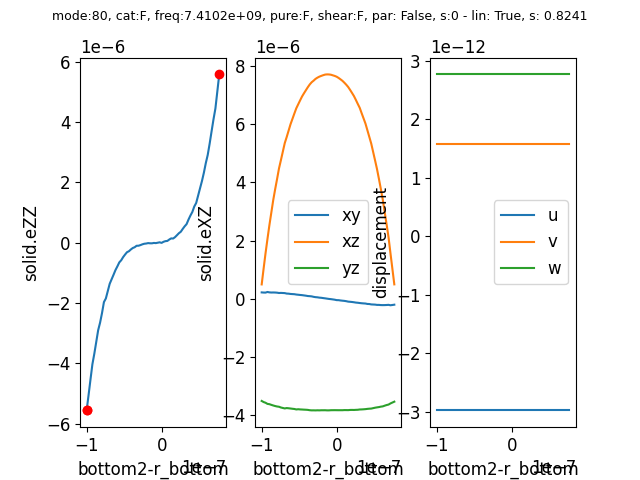 mode:80, cat:F, freq:7.4102e+09, pure:F, shear:F, par: False, s:0 - lin: True, s: 0.8241
1e−6
6
4
2
0
−2
−4
−6
solid.eZZ
−1
0
1e−7
bottom2-r_bottom
1e−6
8
6
4
2
0
−2
−4
solid.eXZ
xy
xz
yz
−1
0
1e−7
bottom2-r_bottom
1e−12
3
2
1
0
−1
−2
−3
displacement
u
v
w
−1
0
1e−7
bottom2-r_bottom